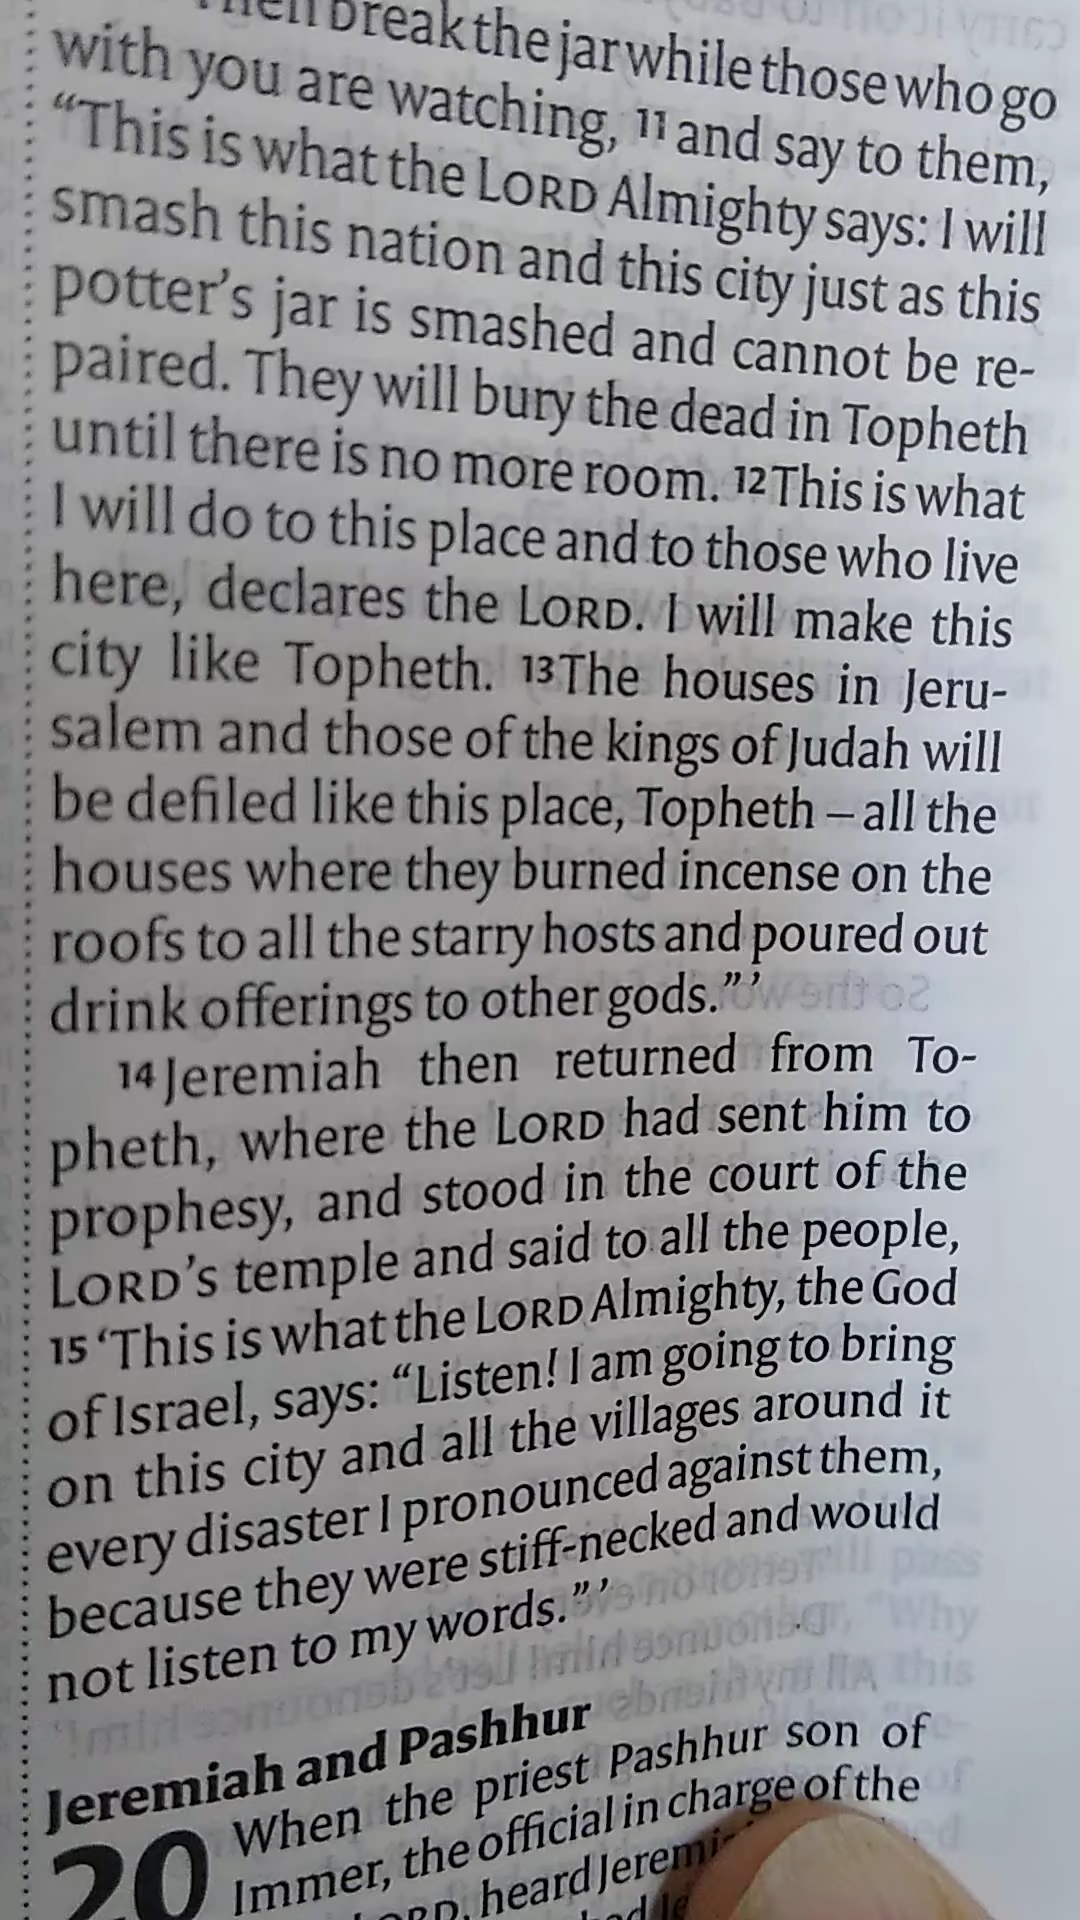 break the jar while those who go
with you are watching, 11 and say to them,
“This is what the LORD Almighty says: I will
smash this nation and this city just as this
potter’s jar is smashed and cannot be re-
paired. They will bury the dead in Topheth
until there is no more room. 12 This is what
I will do to this place and to those who live
here, declares the LORD. I will make this
city like Topheth. 13 The houses in Jeru-
salem and those of the kings of Judah will
be defiled like this place, Topheth – all the
houses where they burned incense on the
roofs to all the starry hosts and poured out
drink offerings to other gods.” ’
14 Jeremiah then returned from To-
pheth, where the LORD had sent him to
prophesy, and stood in the court of the
LORD’s temple and said to all the people,
15 ‘This is what the LORD Almighty, the God
of Israel, says: “Listen! I am going to bring
on this city and all the villages around it
every disaster I pronounced against them,
because they were stiff-necked and would
not listen to my words.” ’
Jeremiah and Pashhur
20 When the priest Pashhur son of
Immer, the official in charge of the
LORD, heard